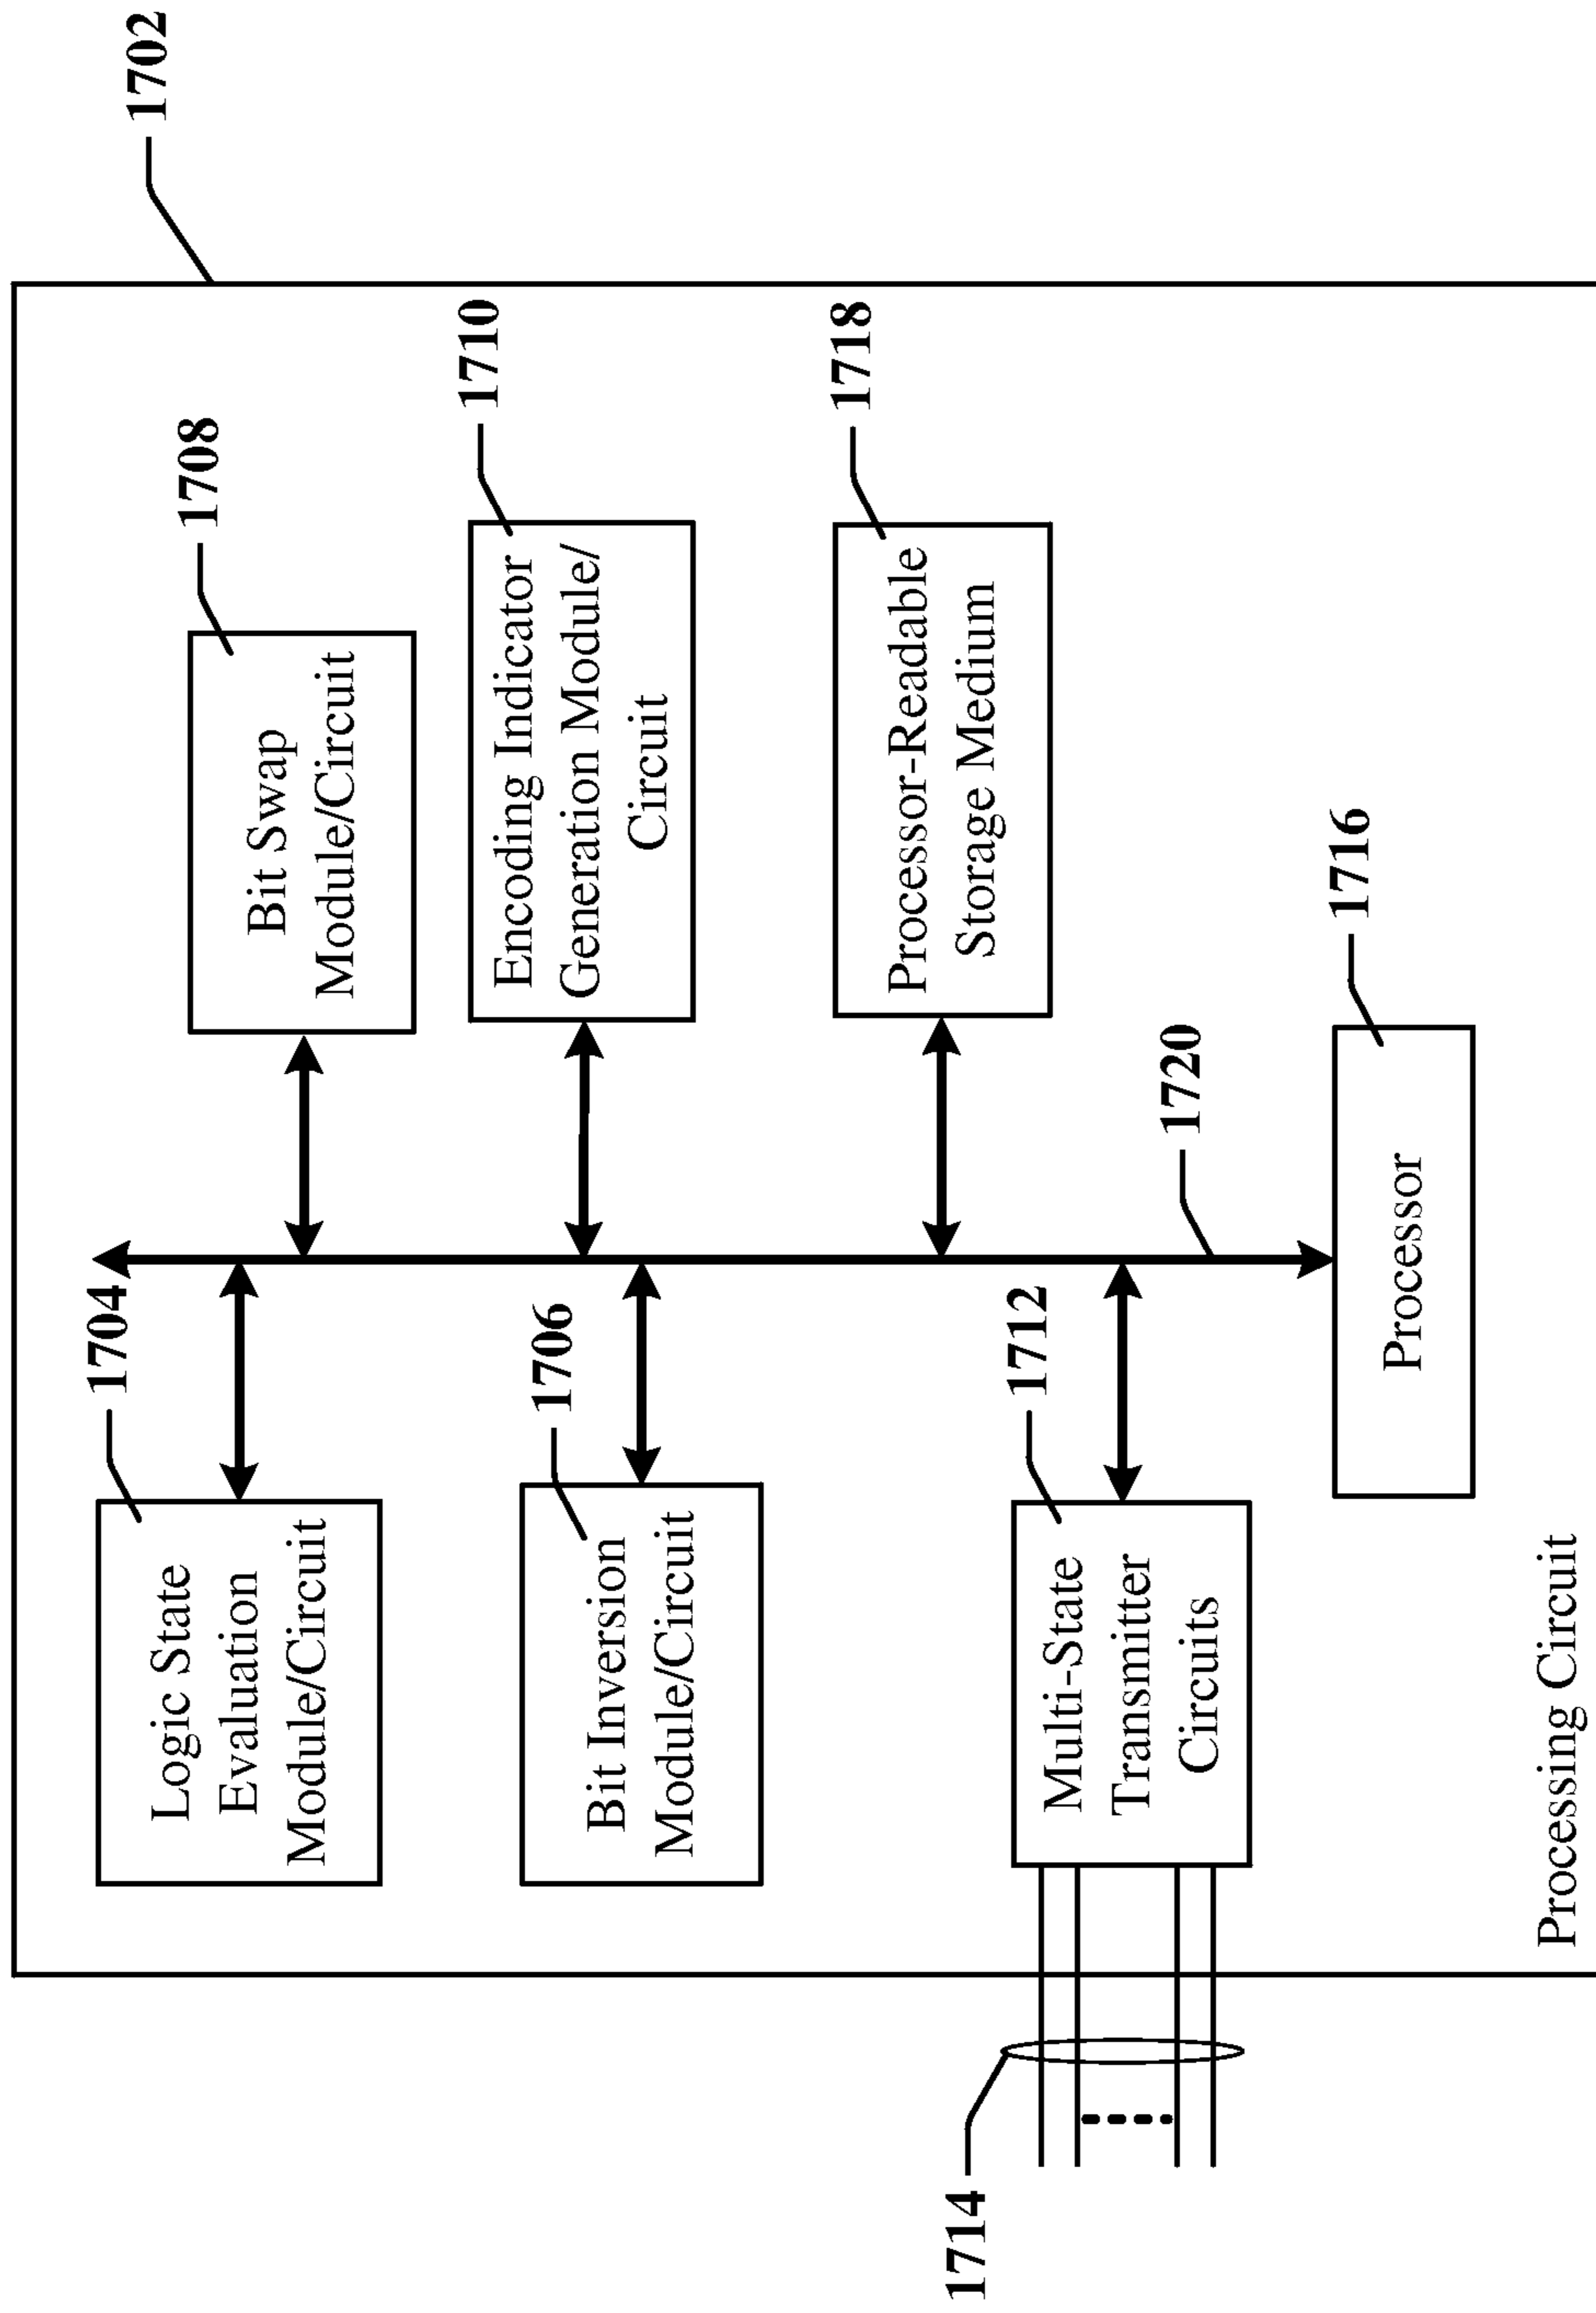 1702
1704
Logic State
Evaluation
Module/Circuit
1708
Bit Swap
Module/Circuit
1706
Bit Inversion
Module/Circuit
1710
Encoding Indicator
Generation Module/
Circuit
1718
Processor-Readable
Storage Medium
1712
Multi-State
Transmitter
Circuits
1714
1720
1716
Processor
Processing Circuit